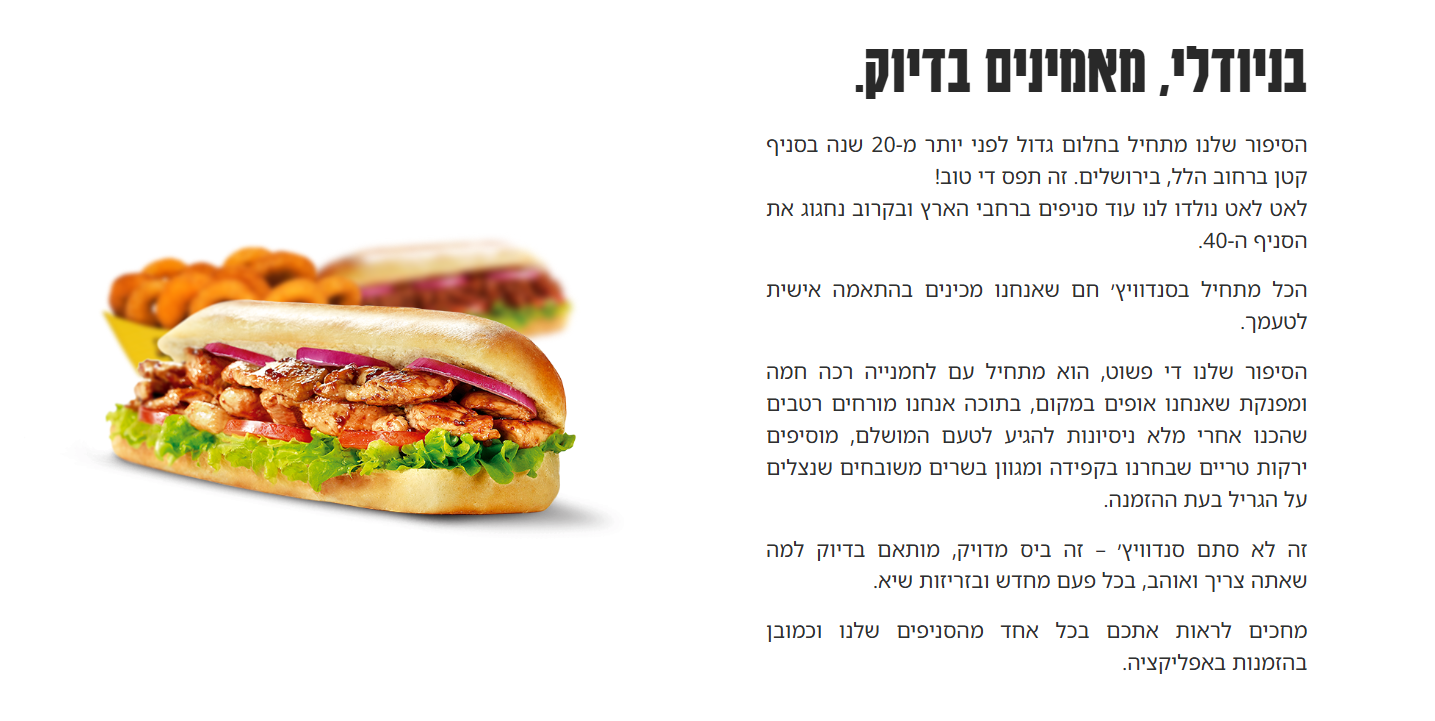 בניודלי, מאמינים בדיוק.
הסיפור שלנו מתחיל בחלום גדול לפני יותר מ-20 שנה בסניף
קטן ברחוב הלל, בירושלים. זה תפס די טוב!
לאט לאט נולדו לנו עוד סניפים ברחבי הארץ ובקרוב נחגוג את
הסניף ה-40.
הכל מתחיל בסנדוויץ׳ חם שאנחנו מכינים בהתאמה אישית
לטעמך.
הסיפור שלנו די פשוט, הוא מתחיל עם לחמנייה רכה חמה
ומפנקת שאנחנו אופים במקום, בתוכה אנחנו מורחים רטבים
שהכנו אחרי מלא ניסיונות להגיע לטעם המושלם, מוסיפים
ירקות טריים שבחרנו בקפידה ומגוון בשרים משובחים שנצלים
על הגריל בעת ההזמנה.
זה לא סתם סנדוויץ׳ – זה ביס מדויק, מותאם בדיוק למה
שאתה צריך ואוהב, בכל פעם מחדש ובזריזות שיא.
מחכים לראות אתכם בכל אחד מהסניפים שלנו וכמובן
בהזמנות באפליקציה.